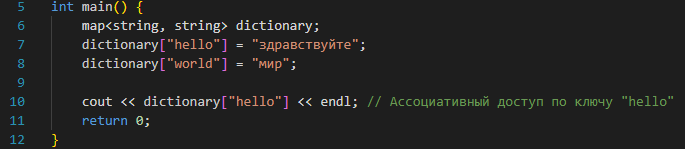 5 int main() {
6 map<string, string> dictionary;
7 dictionary["hello"] = "здравствуйте";
8 dictionary["world"] = "мир";
9
10 cout << dictionary["hello"] << endl; // Ассоциативный доступ по ключу "hello"
11 return 0;
12 }